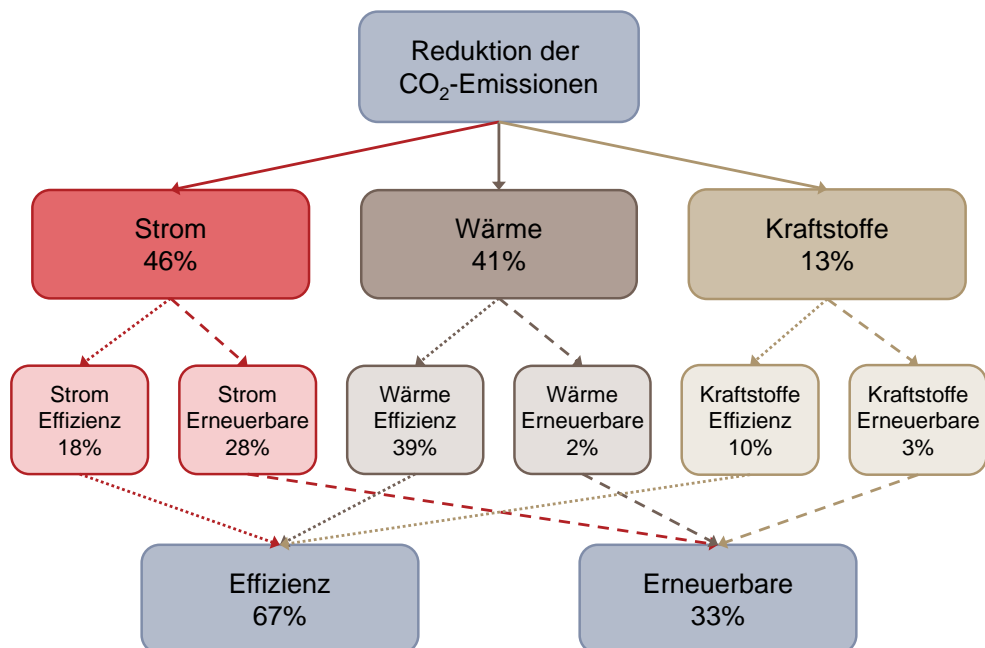 Reduktion der
CO₂-Emissionen
Strom
46%
Wärme
41%
Kraftstoffe
13%
Strom
Effizienz
18%
Strom
Erneuerbare
28%
Wärme
Effizienz
39%
Wärme
Erneuerbare
2%
Kraftstoffe
Effizienz
10%
Kraftstoffe
Erneuerbare
3%
Effizienz
67%
Erneuerbare
33%